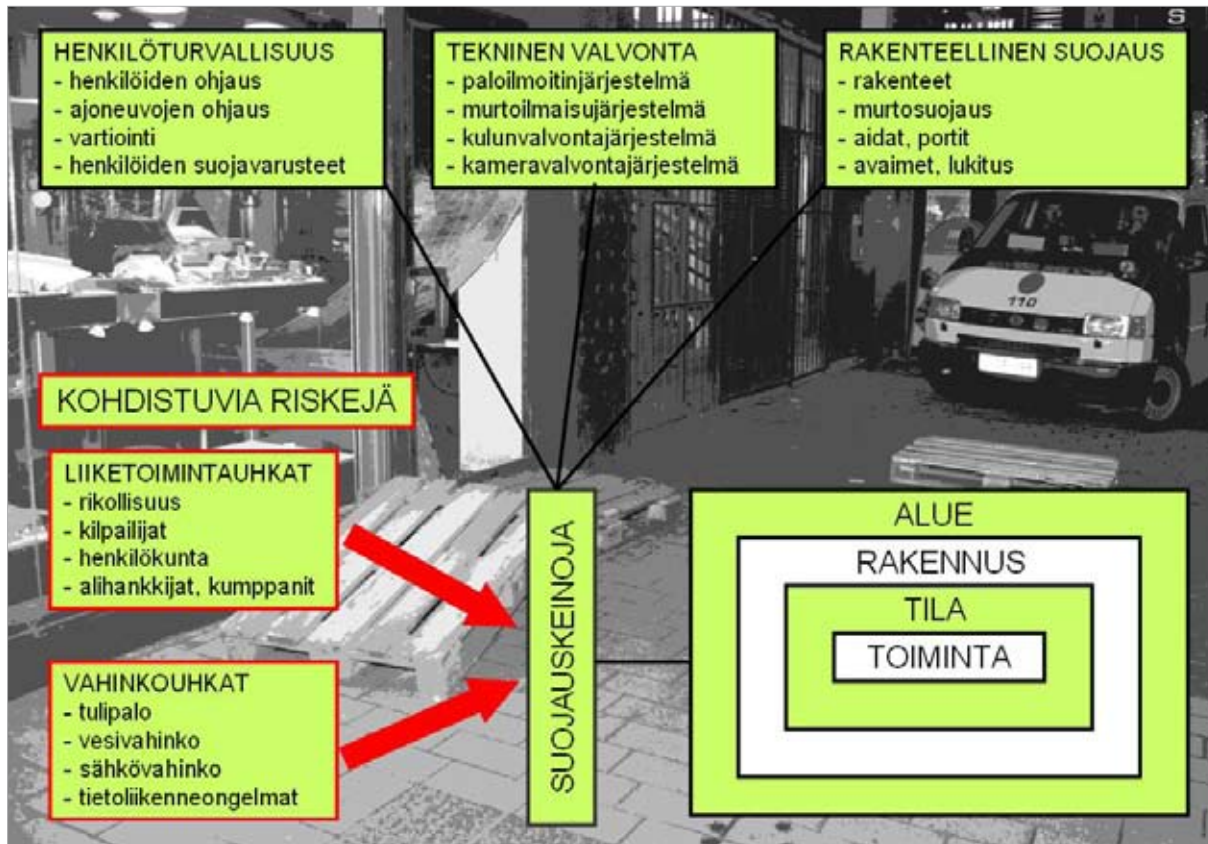 HENKILÖTURVALLISUUS
- henkilöiden ohjaus
- ajoneuvojen ohjaus
- vartiointi
- henkilöiden suojavarusteet
TEKNINEN VALVONTA
- paloilmoitinjärjestelmä
- murtoilmaisujärjestelmä
- kulunvalvontajärjestelmä
- kameravalvontajärjestelmä
S
RAKENTEELLINEN SUOJAUS
- rakenteet
- murtosuojaus
- aidat, portit
- avaimet, lukitus
110
KOHDISTUVIA RISKEJÄ
LIIKETOIMINTAUHKAT
- rikollisuus
- kilpailijat
- henkilökunta
- alihankkijat, kumppanit
VAHINKOUHKAT
- tulipalo
- vesivahinko
- sähkövahinko
- tietoliikenneongelmat
SUOJAUSKEINOJA
ALUE
RAKENNUS
TILA
TOIMINTA